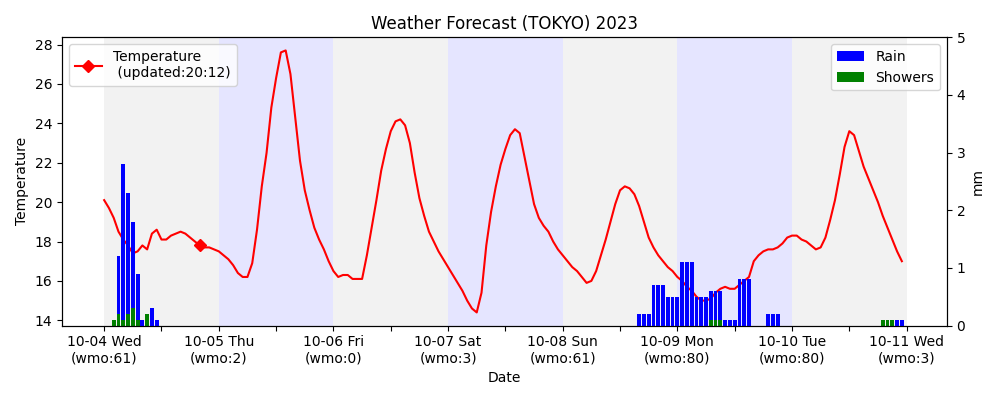 Weather Forecast (TOKYO) 2023
Temperature
(updated:20:12)
Rain
Showers
28
26
24
22
20
18
16
14
Temperature
5
4
3
2
1
0
mm
10-04 Wed
(wmo:61)
10-05 Thu
(wmo:2)
10-06 Fri
(wmo:0)
10-07 Sat
(wmo:3)
10-08 Sun
(wmo:61)
10-09 Mon
(wmo:80)
10-10 Tue
(wmo:80)
10-11 Wed
(wmo:3)
Date